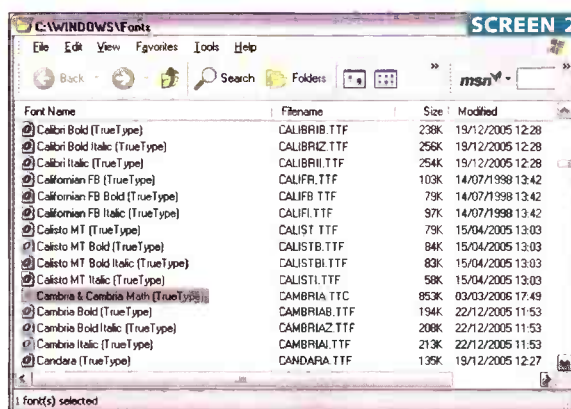 SCREEN 2
C:\WINDOWS\Fonts
File Edit View Favorites Tools Help
Back Search Folders » msn »
Font Name Filename Size Modified
Calibri Bold (TrueType) CALIBRIB.TTF 238K 19/12/2005 12:28
Calibri Bold Italic (TrueType) CALIBRIZ.TTF 256K 19/12/2005 12:28
Calibri Italic (TrueType) CALIBRII.TTF 254K 19/12/2005 12:28
Californian FB (TrueType) CALIFR.TTF 103K 14/07/1998 13:42
Californian FB Bold (TrueType) CALIFB.TTF 79K 14/07/1998 13:42
Californian FB Italic (TrueType) CALIFI.TTF 97K 14/07/1998 13:42
Calisto MT (TrueType) CALIST.TTF 79K 15/04/2005 13:03
Calisto MT Bold (TrueType) CALISTB.TTF 84K 15/04/2005 13:03
Calisto MT Bold Italic (TrueType) CALISTBI.TTF 83K 15/04/2005 13:03
Calisto MT Italic (TrueType) CALISTI.TTF 58K 15/04/2005 13:03
Cambria & Cambria Math (TrueType) CAMBRIA.TTC 853K 03/03/2006 17:49
Cambria Bold (TrueType) CAMBRIAB.TTF 194K 22/12/2005 11:53
Cambria Bold Italic (TrueType) CAMBRIAZ.TTF 208K 22/12/2005 11:53
Cambria Italic (TrueType) CAMBRIAI.TTF 213K 22/12/2005 11:53
Candara (TrueType) CANDARA.TTF 135K 19/12/2005 12:27
1 font(s) selected